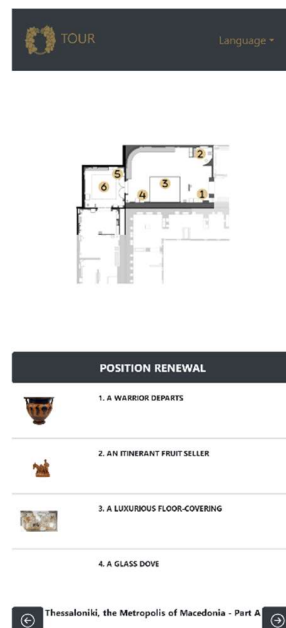 TOUR
Language
5
2
6
3
4
1
POSITION RENEWAL
1. A WARRIOR DEPARTS
2. AN ITINERANT FRUIT SELLER
3. A LUXURIOUS FLOOR-COVERING
4. A GLASS DOVE
Thessaloniki, the Metropolis of Macedonia - Part A